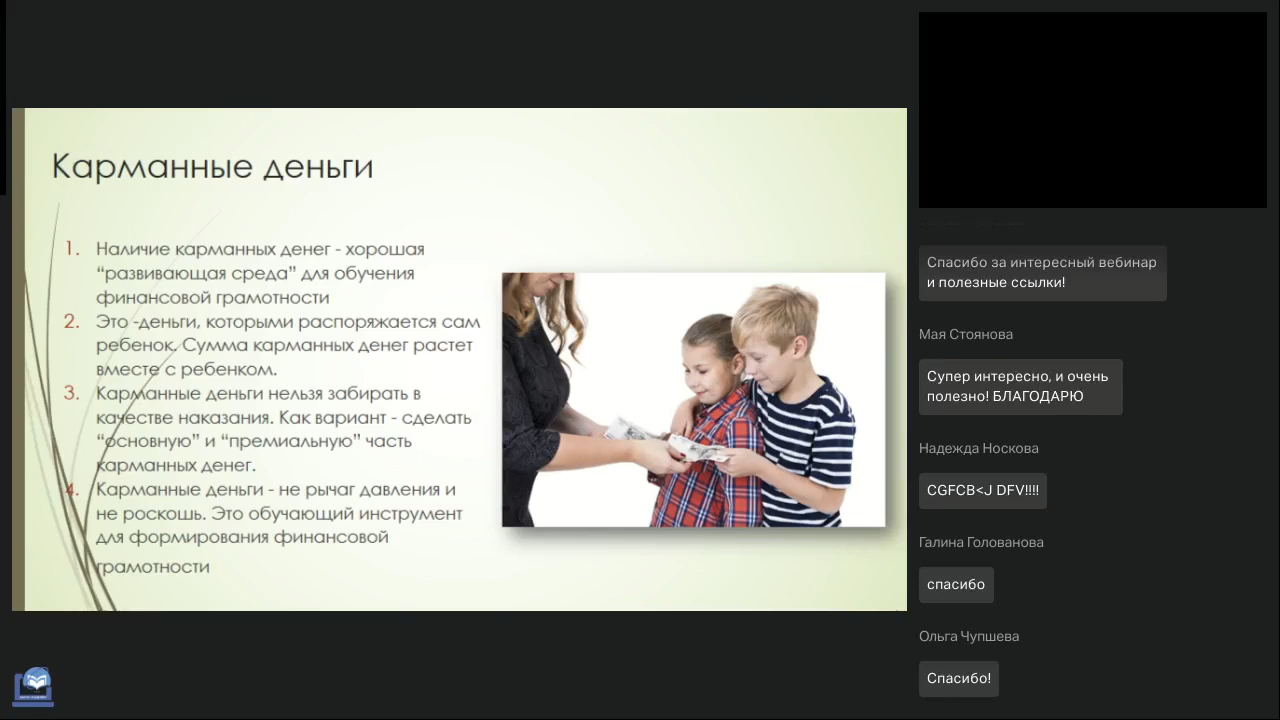 Карманные деньги
1. Наличие карманных денег - хорошая
“развивающая среда” для обучения
финансовой грамотности
2. Это -деньги, которыми распоряжается сам
ребенок. Сумма карманных денег растет
вместе с ребенком.
3. Карманные деньги нельзя забирать в
качестве наказания. Как вариант - сделать
“основную” и “премиальную” часть
карманных денег.
4. Карманные деньги - не рычаг давления и
не роскошь. Это обучающий инструмент
для формирования финансовой
грамотности
Спасибо за интересный вебинар
и полезные ссылки!
Мая Стоянова
Супер интересно, и очень
полезно! БЛАГОДАРЮ
Надежда Носкова
CGFCB<J DFV!!!!
Галина Голованова
спасибо
Ольга Чупшева
Спасибо!